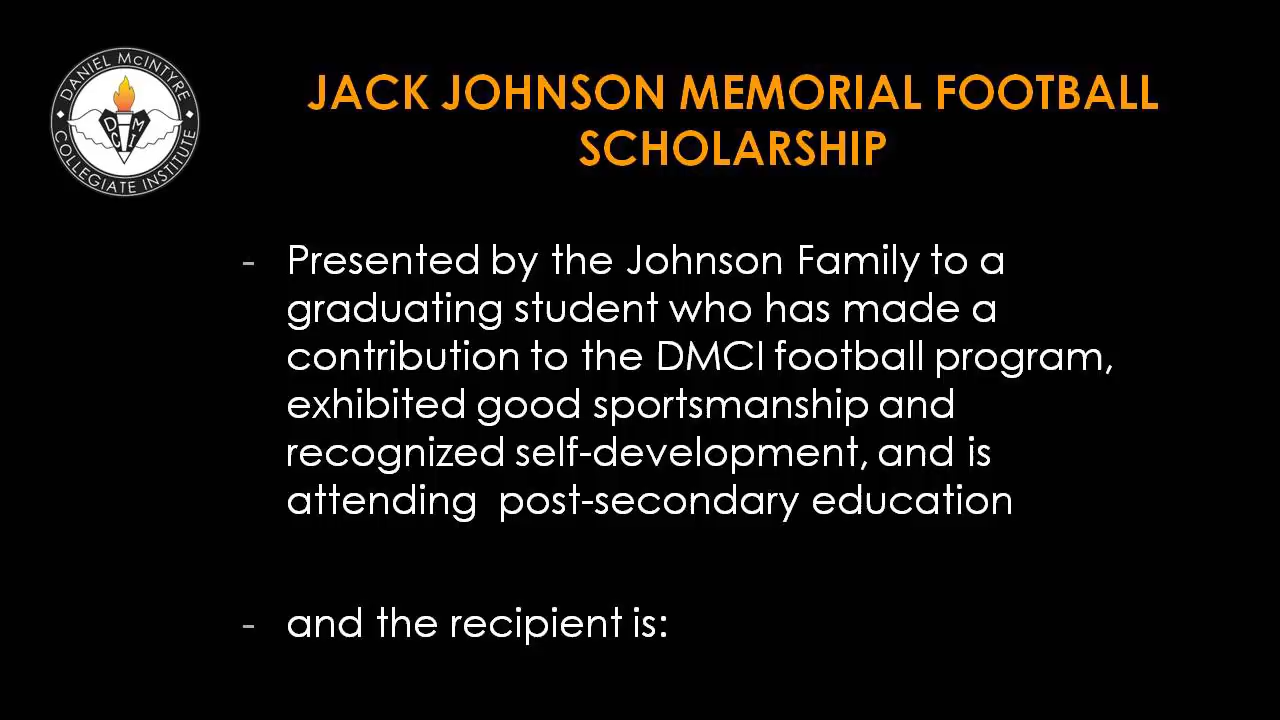 DANIEL McINTYRE
COLLEGIATE INSTITUTE
DMCI
JACK JOHNSON MEMORIAL FOOTBALL
SCHOLARSHIP
- Presented by the Johnson Family to a
graduating student who has made a
contribution to the DMCI football program,
exhibited good sportsmanship and
recognized self-development, and is
attending  post-secondary education
- and the recipient is: